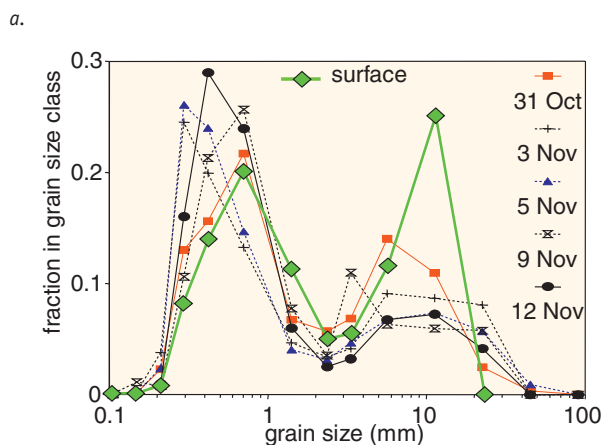 a.
0.3
0.2
0.1
0
fraction in grain size class
surface
31 Oct
3 Nov
5 Nov
9 Nov
12 Nov
0.1
1
10
100
grain size (mm)